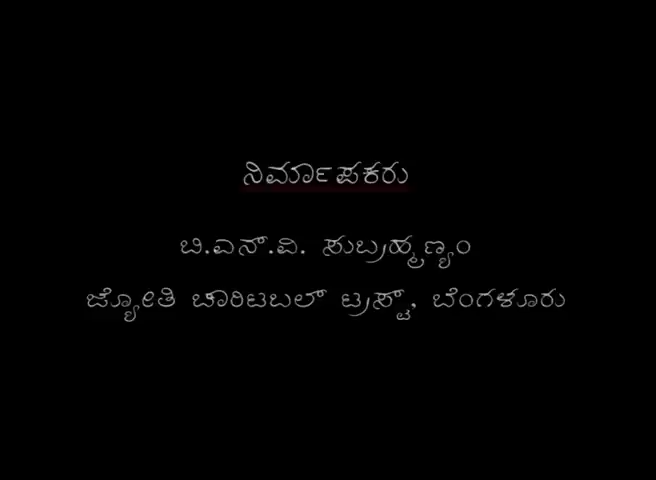 ನಿರ್ಮಾಪಕರು
ಬಿ.ಎನ್.ವಿ. ಸುಬ್ರಹ್ಮಣ್ಯಂ
ಜ್ಯೋತಿ ಚಾರಿಟಬಲ್ ಟ್ರಸ್ಟ್, ಬೆಂಗಳೂರು